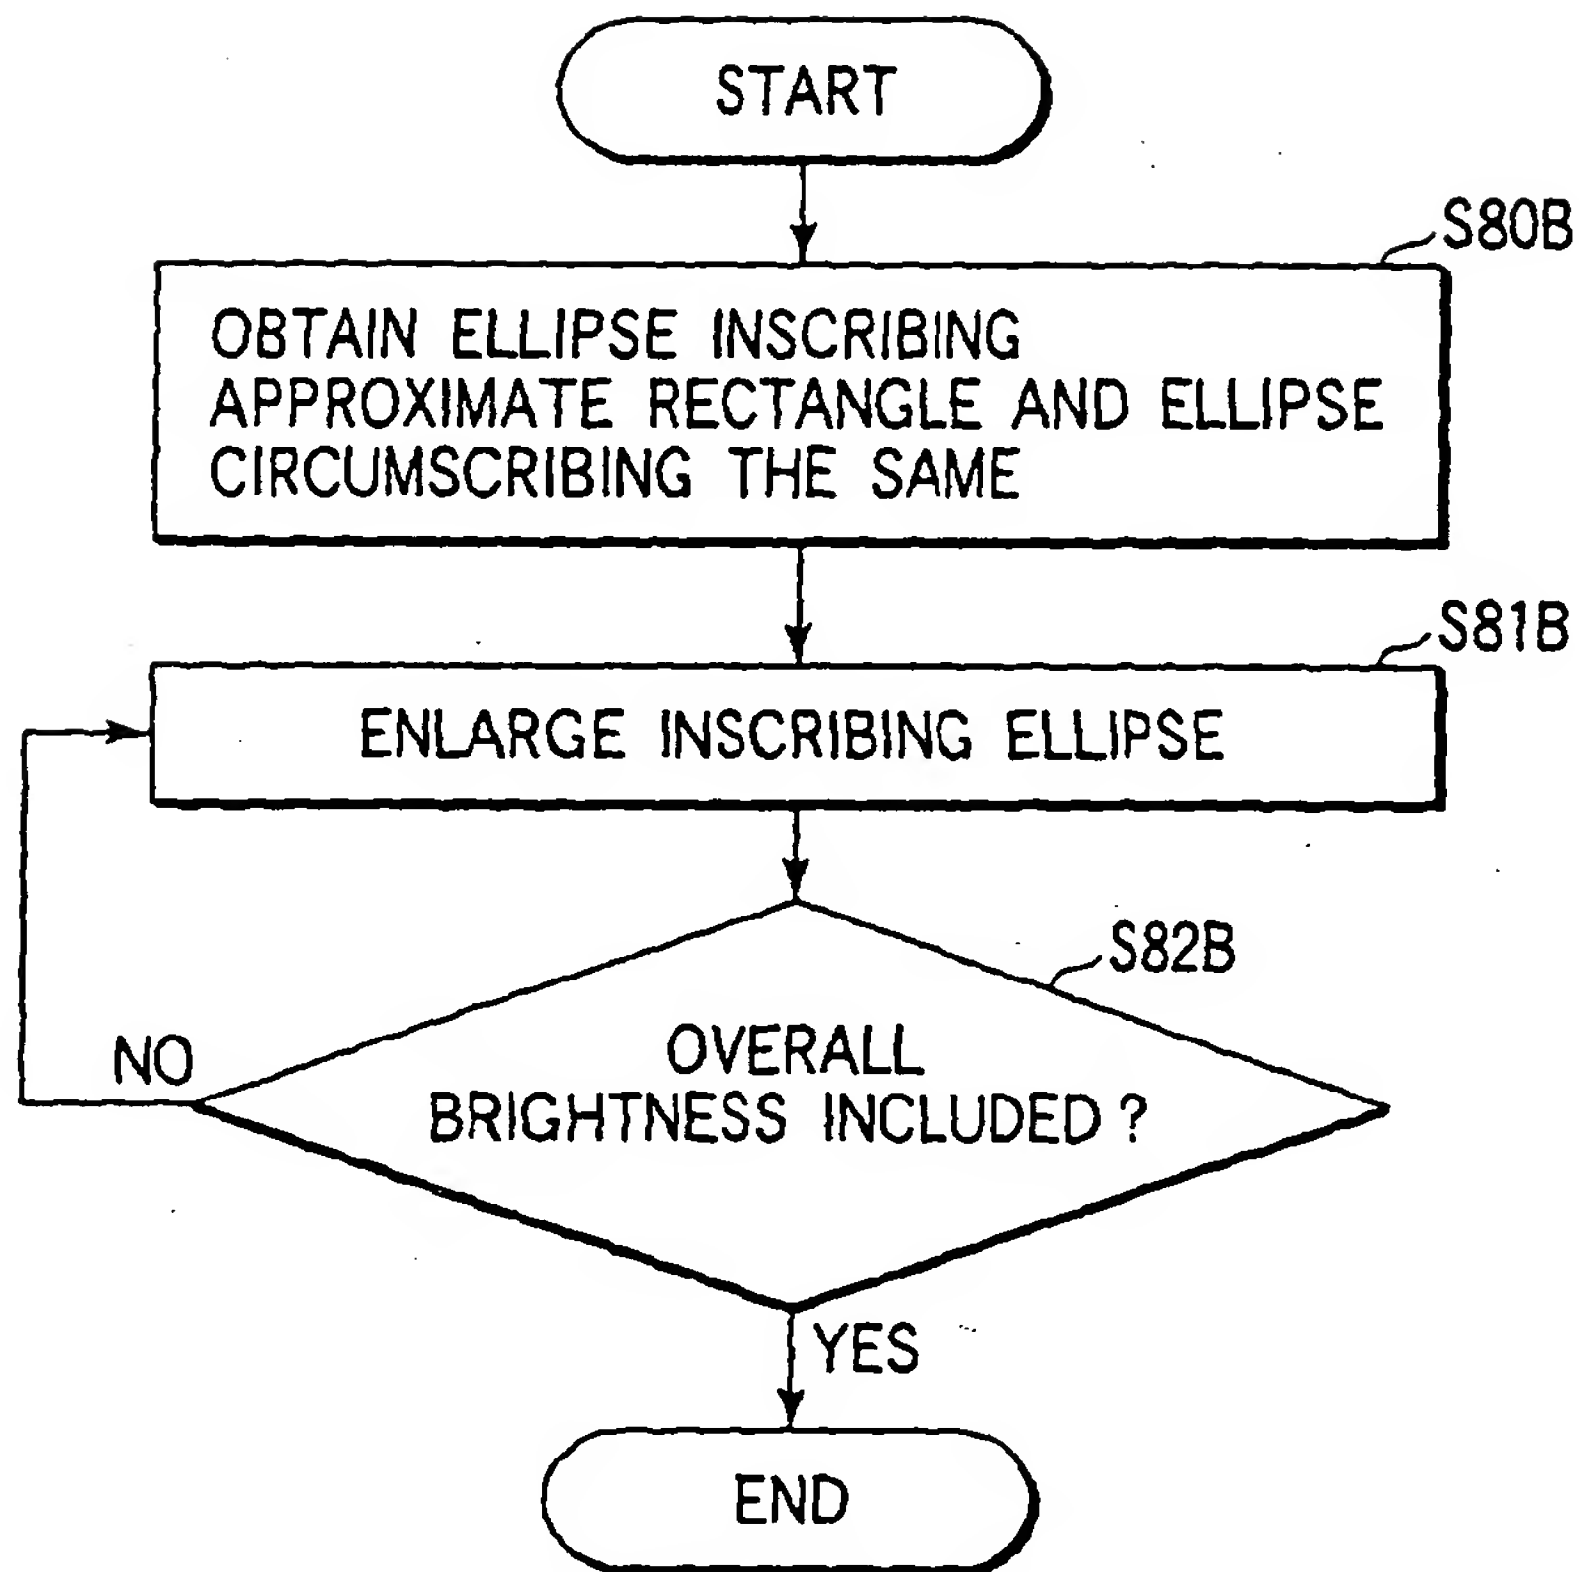 START
S80B
OBTAIN ELLIPSE INSCRIBING
APPROXIMATE RECTANGLE AND ELLIPSE
CIRCUMSCRIBING THE SAME
S81B
ENLARGE INSCRIBING ELLIPSE
S82B
OVERALL
BRIGHTNESS INCLUDED ?
NO
YES
END